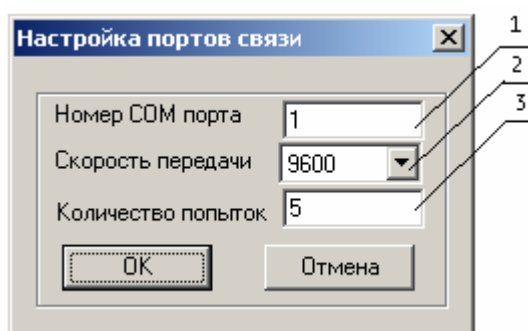 Настройка портов связи
1
2
3
Номер COM порта 1
Скорость передачи 9600
Количество попыток 5
OK Отмена